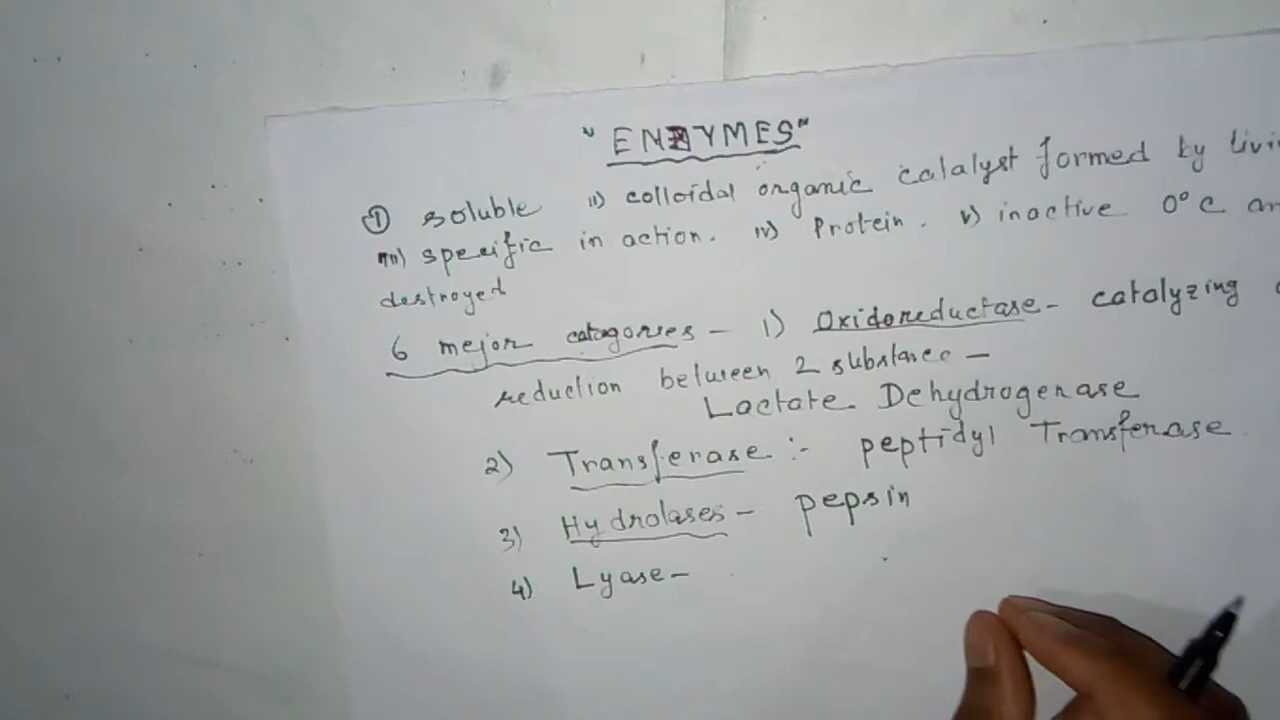 "ENZYMES"
① soluble ii) colloidal organic catalyst formed by livi
iii) specific in action. iv) Protein. v) inactive 0°C an
destroyed
6 mejor catagories - 1) Oxidoreductase - catalyzing
reduction between 2 substance -
Lactate Dehydrogenase
2) Transferase :- peptidyl Transferase
3) Hydrolases - pepsin
4) Lyase -